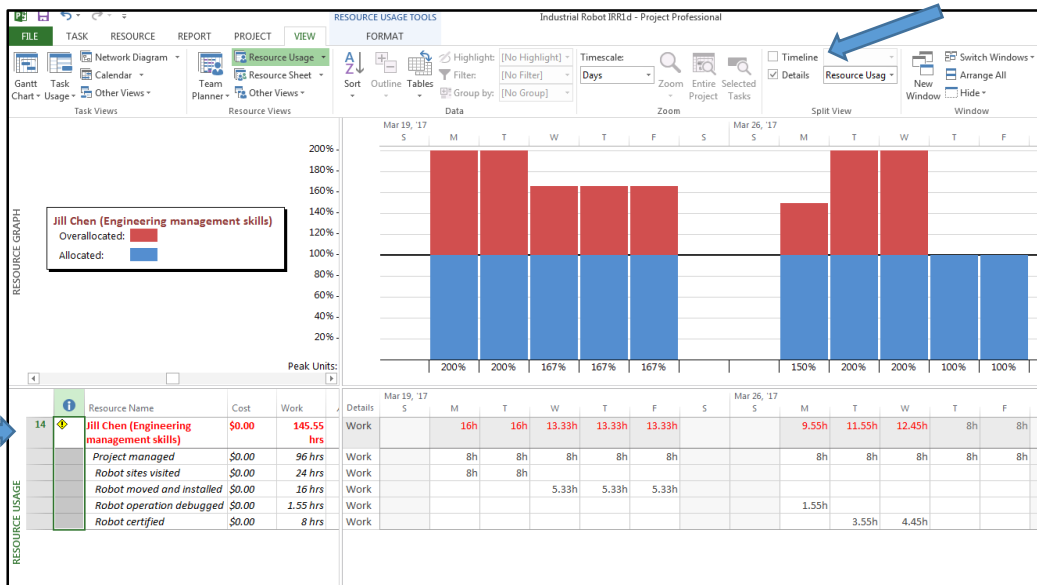 RESOURCE USAGE TOOLS
Industrial Robot IRR1d - Project Professional
FILE TASK RESOURCE REPORT PROJECT VIEW FORMAT
Gantt Chart
Task Usage
Network Diagram
Calendar
Other Views
Task Views
Team Planner
Resource Usage
Resource Sheet
Other Views
Resource Views
Sort
Outline
Tables
Highlight: [No Highlight]
Filter: [No Filter]
Group by: [No Group]
Data
Timescale:
Days
Zoom
Entire Project
Selected Tasks
Zoom
Timeline
Details Resource Usag
Split View
New Window
Switch Windows
Arrange All
Hide
Window
Mar 19, '17 Mar 26, '17
S M T W T F S S M T W T F
RESOURCE GRAPH
Jill Chen (Engineering management skills)
Overallocated:
Allocated:
200%
180%
160%
140%
120%
100%
80%
60%
40%
20%
Peak Units: 200% 200% 167% 167% 167% 150% 200% 200% 100% 100%
RESOURCE USAGE
Mar 19, '17 Mar 26, '17
Resource Name Cost Work Details S M T W T F S S M T W T F
14 Jill Chen (Engineering $0.00 145.55 Work 16h 16h 13.33h 13.33h 13.33h 9.55h 11.55h 12.45h 8h 8h
management skills) hrs
Project managed $0.00 96 hrs Work 8h 8h 8h 8h 8h 8h 8h 8h 8h 8h
Robot sites visited $0.00 24 hrs Work 8h 8h
Robot moved and installed $0.00 16 hrs Work 5.33h 5.33h 5.33h
Robot operation debugged $0.00 1.55 hrs Work 1.55h
Robot certified $0.00 8 hrs Work 3.55h 4.45h